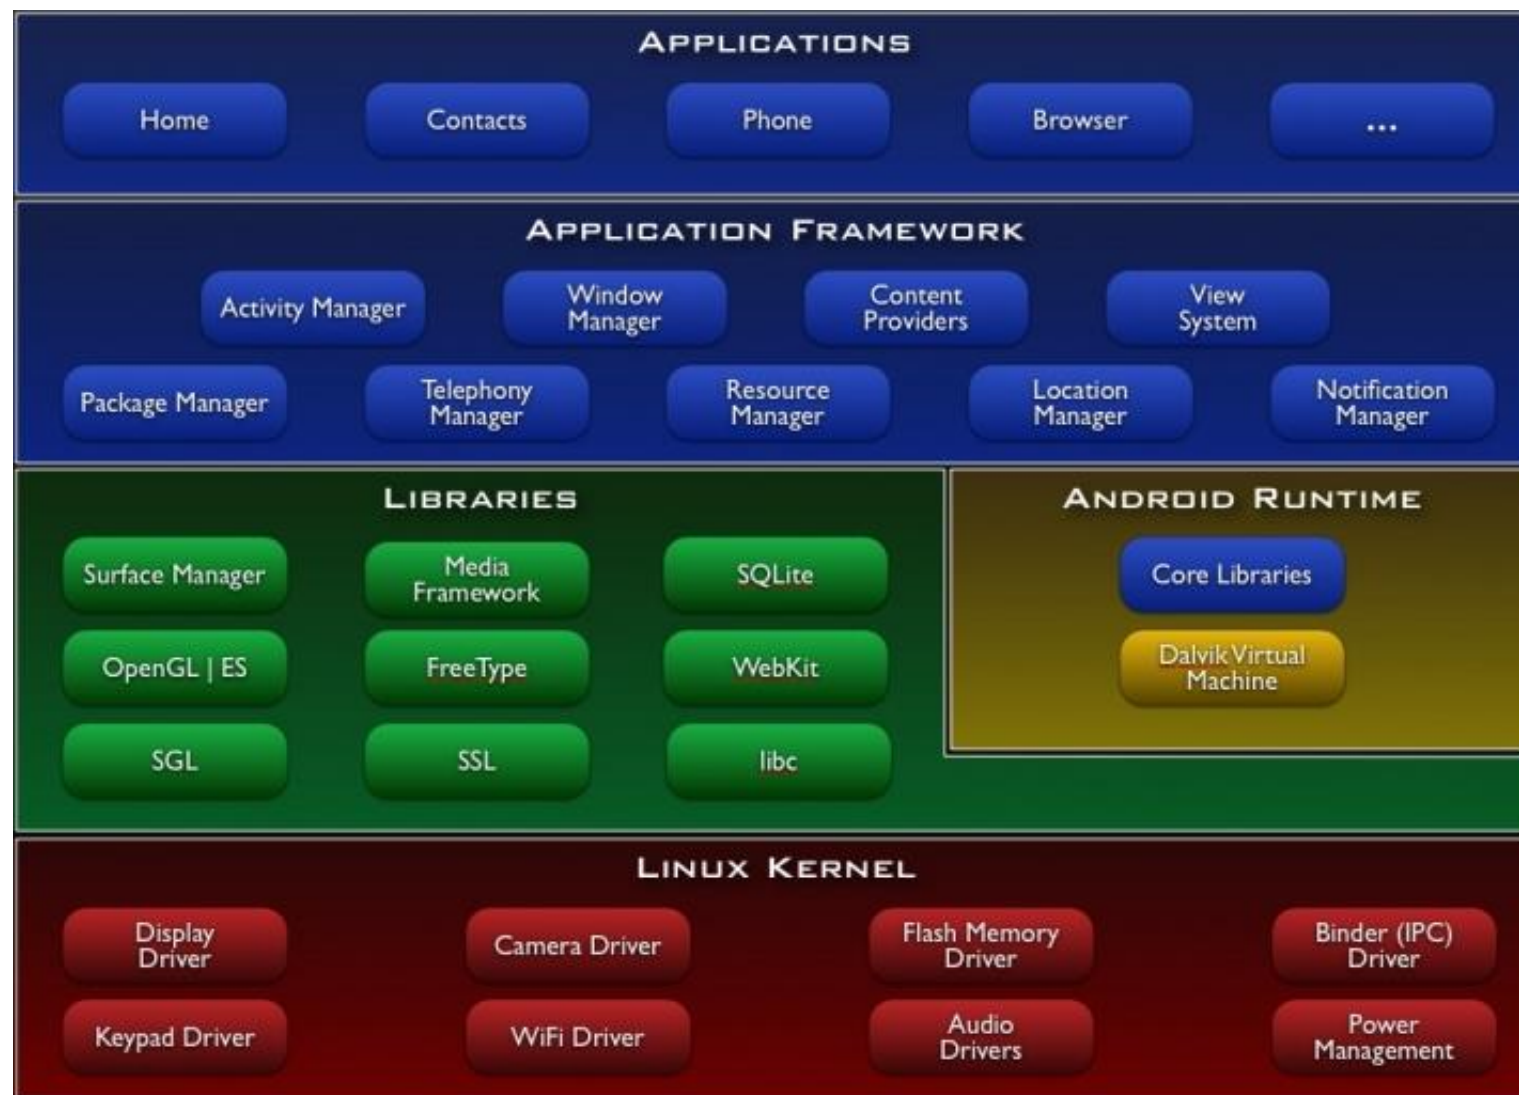 APPLICATIONS
Home
Contacts
Phone
Browser
...
APPLICATION FRAMEWORK
Activity Manager
Window
Manager
Content
Providers
View
System
Package Manager
Telephony
Manager
Resource
Manager
Location
Manager
Notification
Manager
LIBRARIES
Surface Manager
Media
Framework
SQLite
OpenGL | ES
FreeType
WebKit
SGL
SSL
libc
ANDROID RUNTIME
Core Libraries
Dalvik Virtual
Machine
LINUX KERNEL
Display
Driver
Camera Driver
Flash Memory
Driver
Binder (IPC)
Driver
Keypad Driver
WiFi Driver
Audio
Drivers
Power
Management